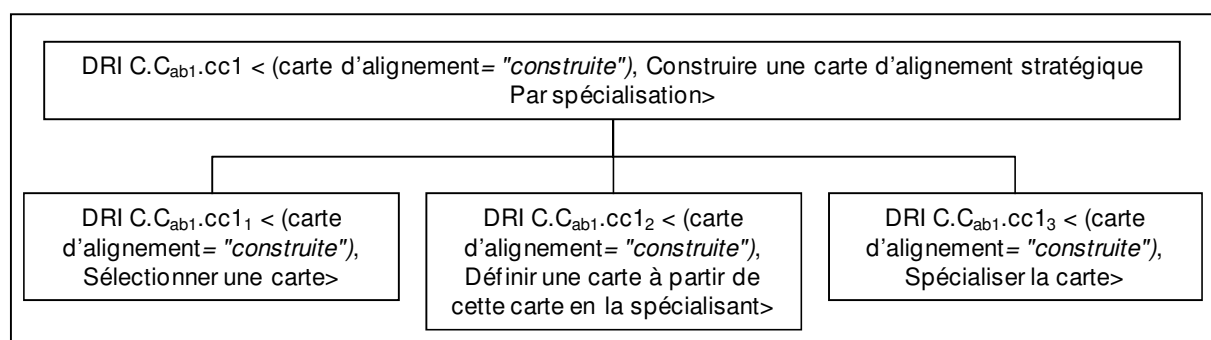 DRI C.Cab1.cc1 < (carte d'alignement= "construite"), Construire une carte d'alignement stratégique
Par spécialisation>
DRI C.Cab1.cc11 < (carte
d'alignement= "construite"),
Sélectionner une carte>
DRI C.Cab1.cc12 < (carte
d'alignement= "construite"),
Définir une carte à partir de
cette carte en la spécialisant>
DRI C.Cab1.cc13 < (carte
d'alignement= "construite"),
Spécialiser la carte>